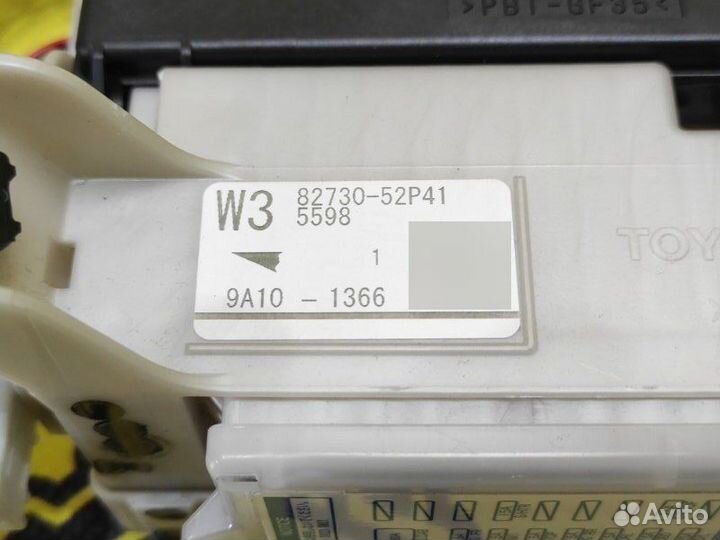 >PBT-GF35<
W3 82730-52P41
5598
1
9A10 - 1366
TOY
Avito